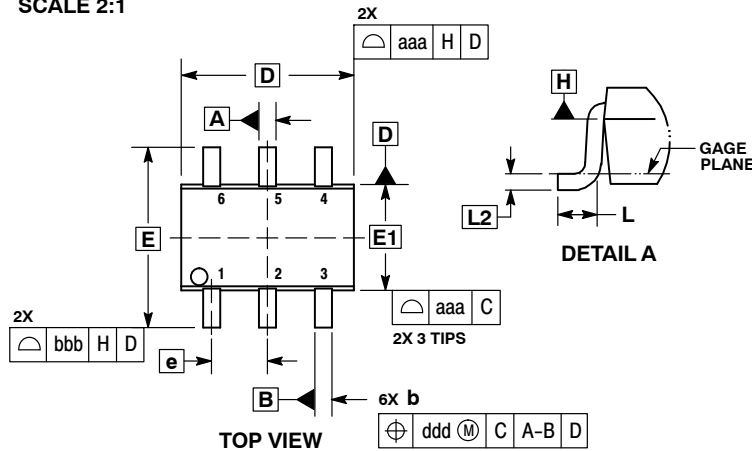 SCALE 2:1
2X
⌓ aaa H D
D
A
D
H
GAGE PLANE
6 5 4
L2
L
E
E1
DETAIL A
1 2 3
⌓ aaa C
2X 3 TIPS
2X
⌓ bbb H D
e
B
6X b
⌖ ddd Ⓜ C A–B D
TOP VIEW